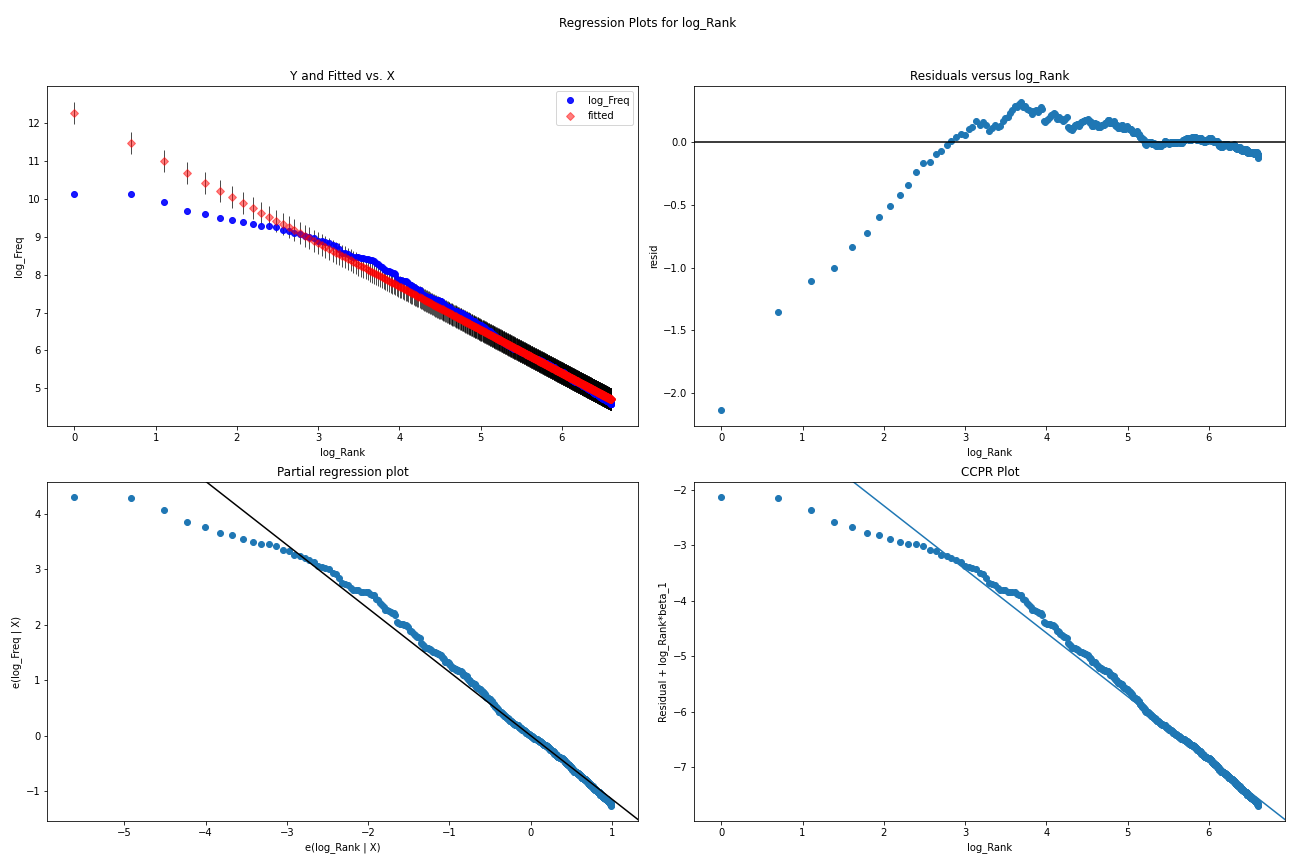 Regression Plots for log_Rank
Y and Fitted vs. X
log_Freq
fitted
12
11
10
9
8
7
6
5
log_Freq
0 1 2 3 4 5 6
log_Rank
Residuals versus log_Rank
0.0
−0.5
−1.0
−1.5
−2.0
resid
0 1 2 3 4 5 6
log_Rank
Partial regression plot
4
3
2
1
0
−1
e(log_Freq | X)
−5 −4 −3 −2 −1 0 1
e(log_Rank | X)
CCPR Plot
−2
−3
−4
−5
−6
−7
Residual + log_Rank*beta_1
0 1 2 3 4 5 6
log_Rank